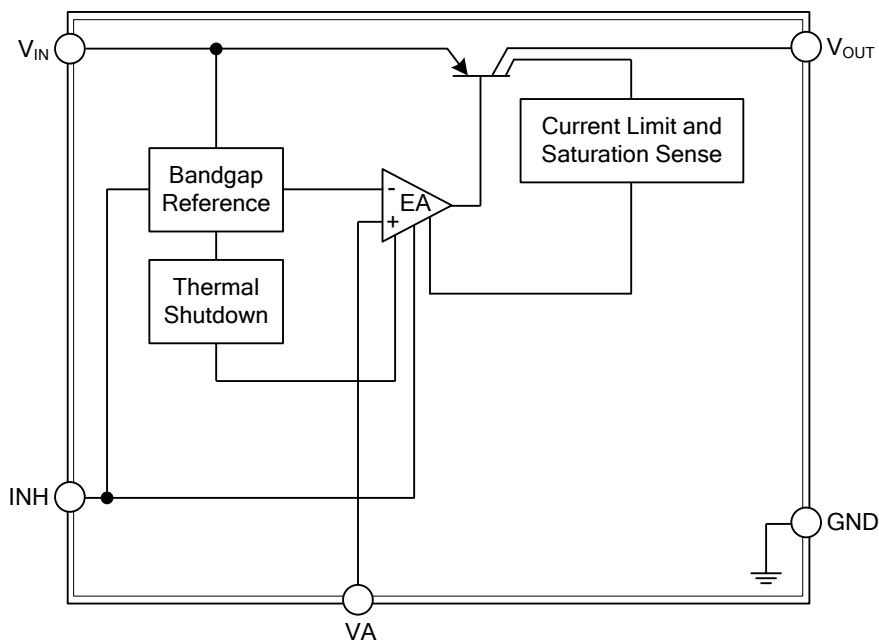 V_IN
V_OUT
Current Limit and
Saturation Sense
Bandgap
Reference
-
EA
+
Thermal
Shutdown
INH
GND
VA